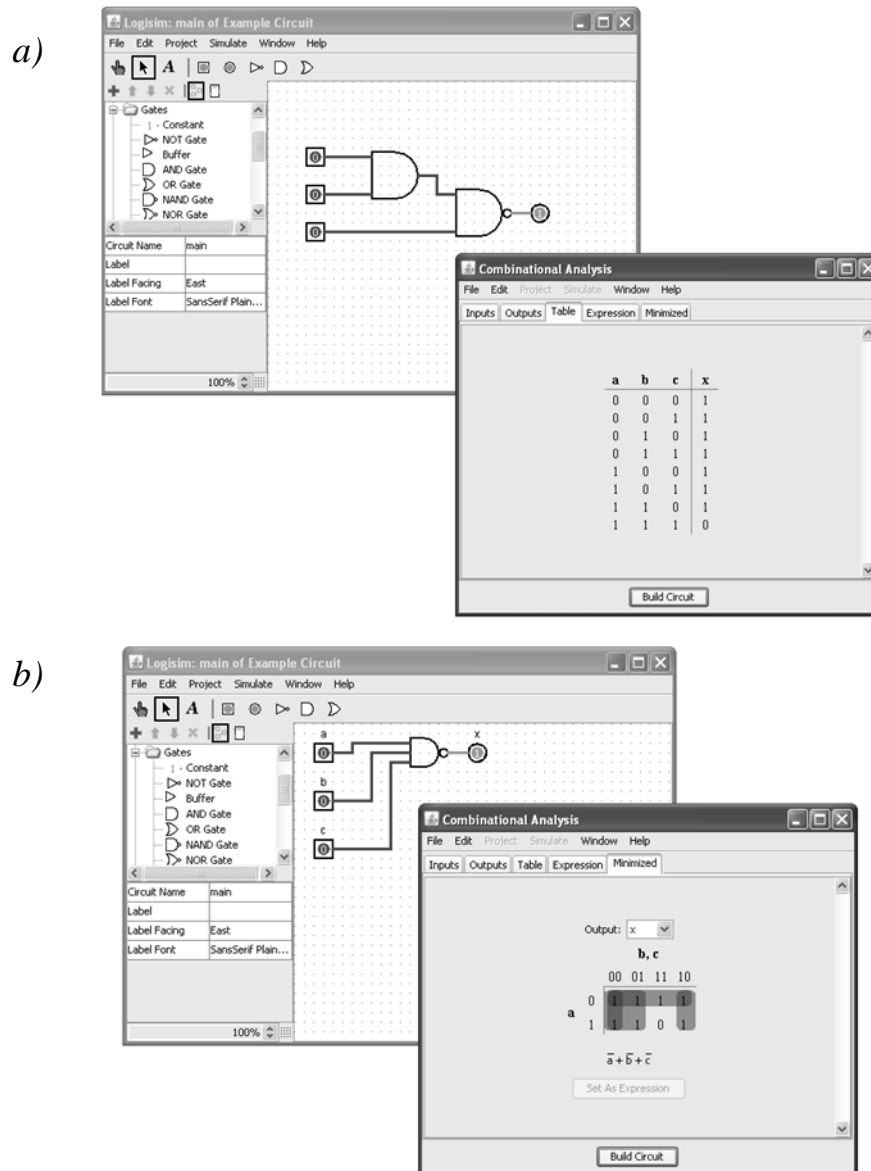 a)
Logisim: main of Example Circuit
File Edit Project Simulate Window Help
A
Gates
1 - Constant
NOT Gate
Buffer
AND Gate
OR Gate
NAND Gate
NOR Gate
Circuit Name main
Label
Label Facing East
Label Font SansSerif Plain...
100%
0
0
0
1
Combinational Analysis
File Edit Project Simulate Window Help
Inputs Outputs Table Expression Minimized
a b c x
0 0 0 1
0 0 1 1
0 1 0 1
0 1 1 1
1 0 0 1
1 0 1 1
1 1 0 1
1 1 1 0
Build Circuit
b)
Logisim: main of Example Circuit
File Edit Project Simulate Window Help
A
Gates
1 - Constant
NOT Gate
Buffer
AND Gate
OR Gate
NAND Gate
NOR Gate
Circuit Name main
Label
Label Facing East
Label Font SansSerif Plain...
100%
a x
0 1
b
0
c
0
Combinational Analysis
File Edit Project Simulate Window Help
Inputs Outputs Table Expression Minimized
Output: x
b, c
00 01 11 10
0 1 1 1 1
a
1 1 1 0 1
a̅ + b̅ + c̅
Set As Expression
Build Circuit